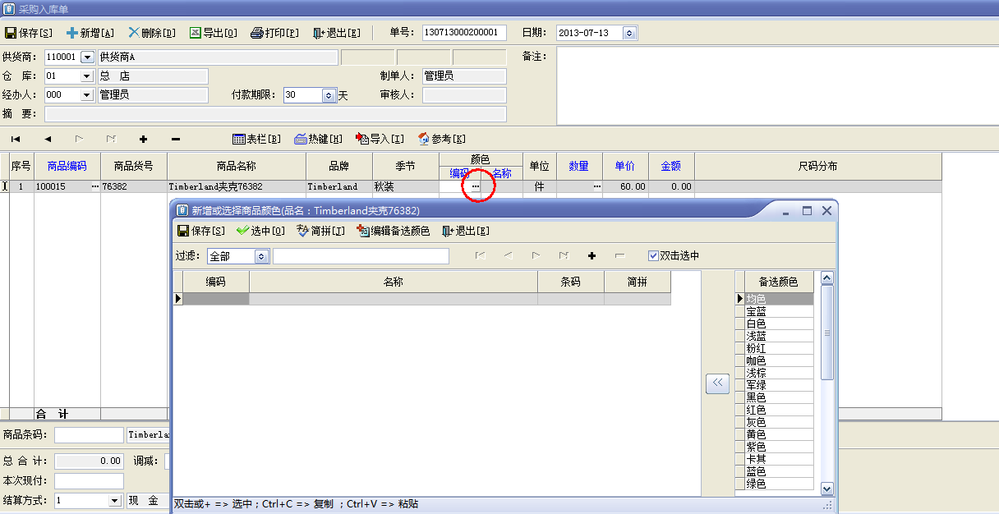 采购入库单
保存[S] 新增[A] 删除[D] 导出[O] 打印[P] 退出[E] 单号: 130713000200001 日期: 2013-07-13
供货商: 110001 供货商A 备注:
仓 库: 01 总 店 制单人: 管理员
经办人: 000 管理员 付款期限: 30 天 审核人:
摘 要:
表栏[B] 热键[H] 导入[I] 参考[K]
序号 商品编码 商品货号 商品名称 品牌 季节 颜色 单位 数量 单价 金额 尺码分布
编码 名称
1 100015 ··· 76382 Timberland夹克76382 Timberland 秋装 ··· 件 ··· 60.00 0.00
新增或选择商品颜色(品名：Timberland夹克76382)
保存[S] 选中[O] 简拼[J] 编辑备选颜色 退出[E]
过滤: 全部 双击选中
编码 名称 条码 简拼 备选颜色
均色
宝蓝
白色
浅蓝
粉红
咖色
浅棕
军绿
黑色
红色
灰色
黄色
紫色
卡其
蓝色
绿色
双击或+ => 选中；Ctrl+C => 复制 ；Ctrl+V => 粘贴
合 计
商品条码: Timberla
总 合 计: 0.00 调减:
本次现付:
结算方式: 1 现 金